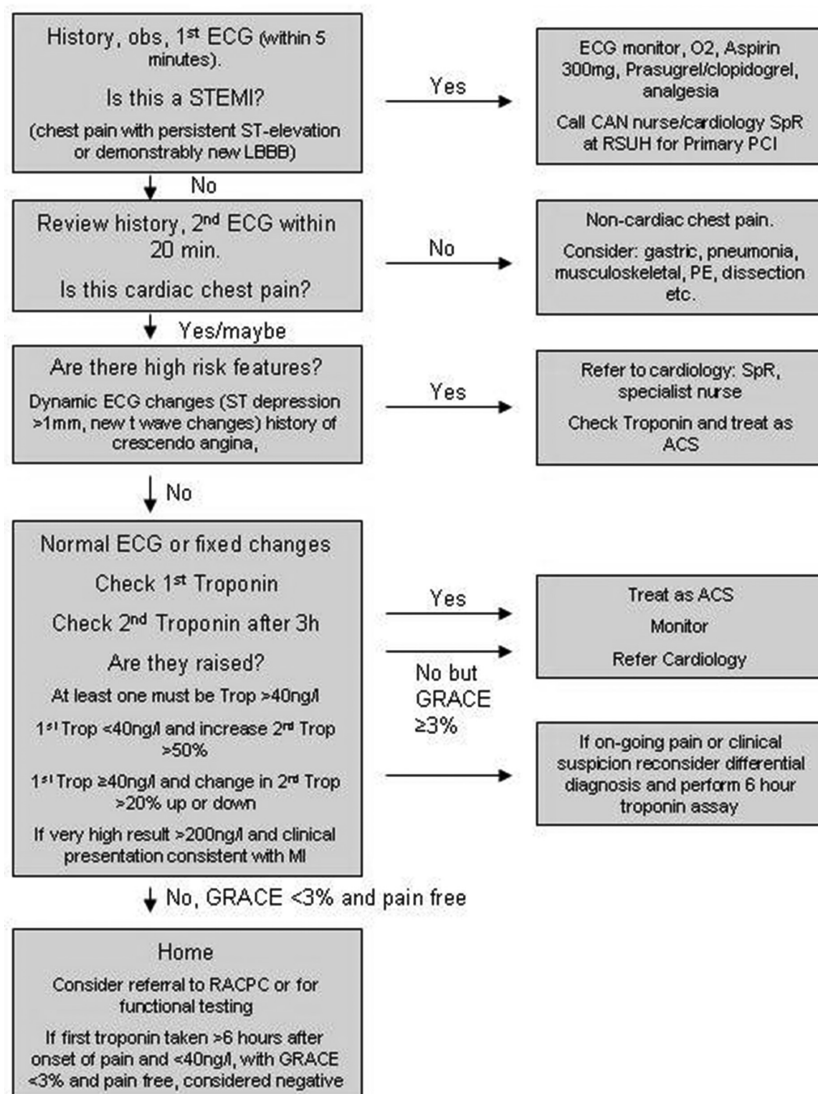 History, obs, 1st ECG (within 5
minutes).
Is this a STEMI?
(chest pain with persistent ST-elevation
or demonstrably new LBBB)
Yes
ECG monitor, O2, Aspirin
300mg, Prasugrel/clopidogrel,
analgesia
Call CAN nurse/cardiology SpR
at RSUH for Primary PCI
No
Review history, 2nd ECG within
20 min.
Is this cardiac chest pain?
No
Non-cardiac chest pain.
Consider: gastric, pneumonia,
musculoskeletal, PE, dissection
etc.
Yes/maybe
Are there high risk features?
Dynamic ECG changes (ST depression
>1mm, new t wave changes) history of
crescendo angina,
Yes
Refer to cardiology: SpR,
specialist nurse
Check Troponin and treat as
ACS
No
Normal ECG or fixed changes
Check 1st Troponin
Check 2nd Troponin after 3h
Are they raised?
At least one must be Trop >40ng/l
1st Trop <40ng/l and increase 2nd Trop
>50%
1st Trop ≥40ng/l and change in 2nd Trop
>20% up or down
If very high result >200ng/l and clinical
presentation consistent with MI
Yes
Treat as ACS
Monitor
Refer Cardiology
No but
GRACE
≥3%
If on-going pain or clinical
suspicion reconsider differential
diagnosis and perform 6 hour
troponin assay
No, GRACE <3% and pain free
Home
Consider referral to RACPC or for
functional testing
If first troponin taken >6 hours after
onset of pain and <40ng/l, with GRACE
<3% and pain free, considered negative